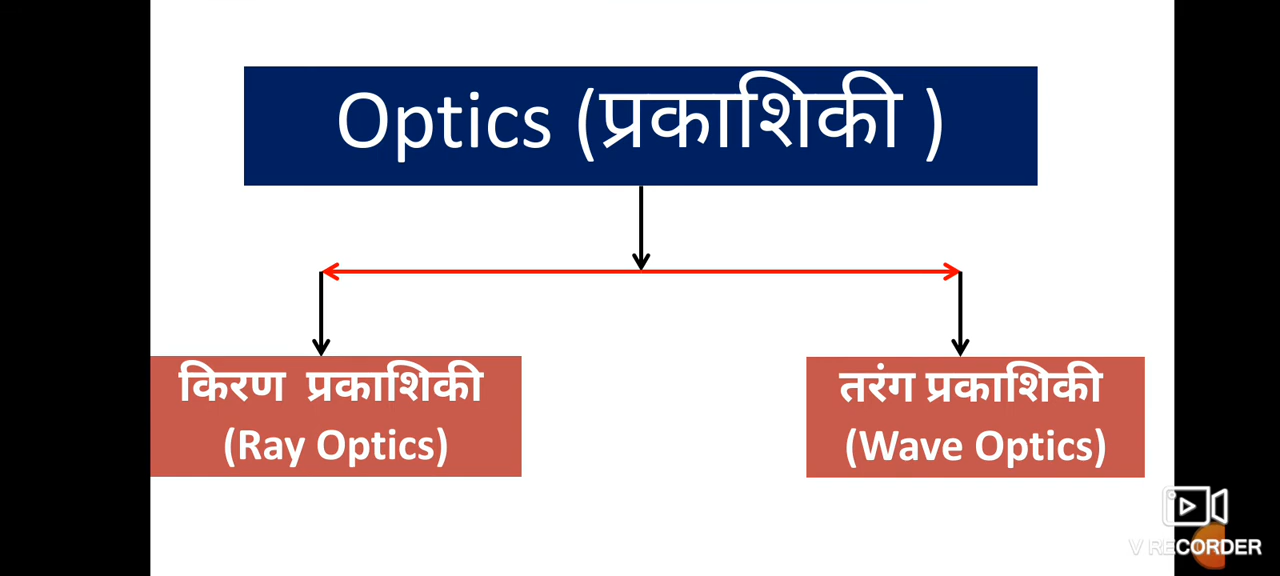 Optics (प्रकाशिकी )
किरण प्रकाशिकी
(Ray Optics)
तरंग प्रकाशिकी
(Wave Optics)
V RECORDER